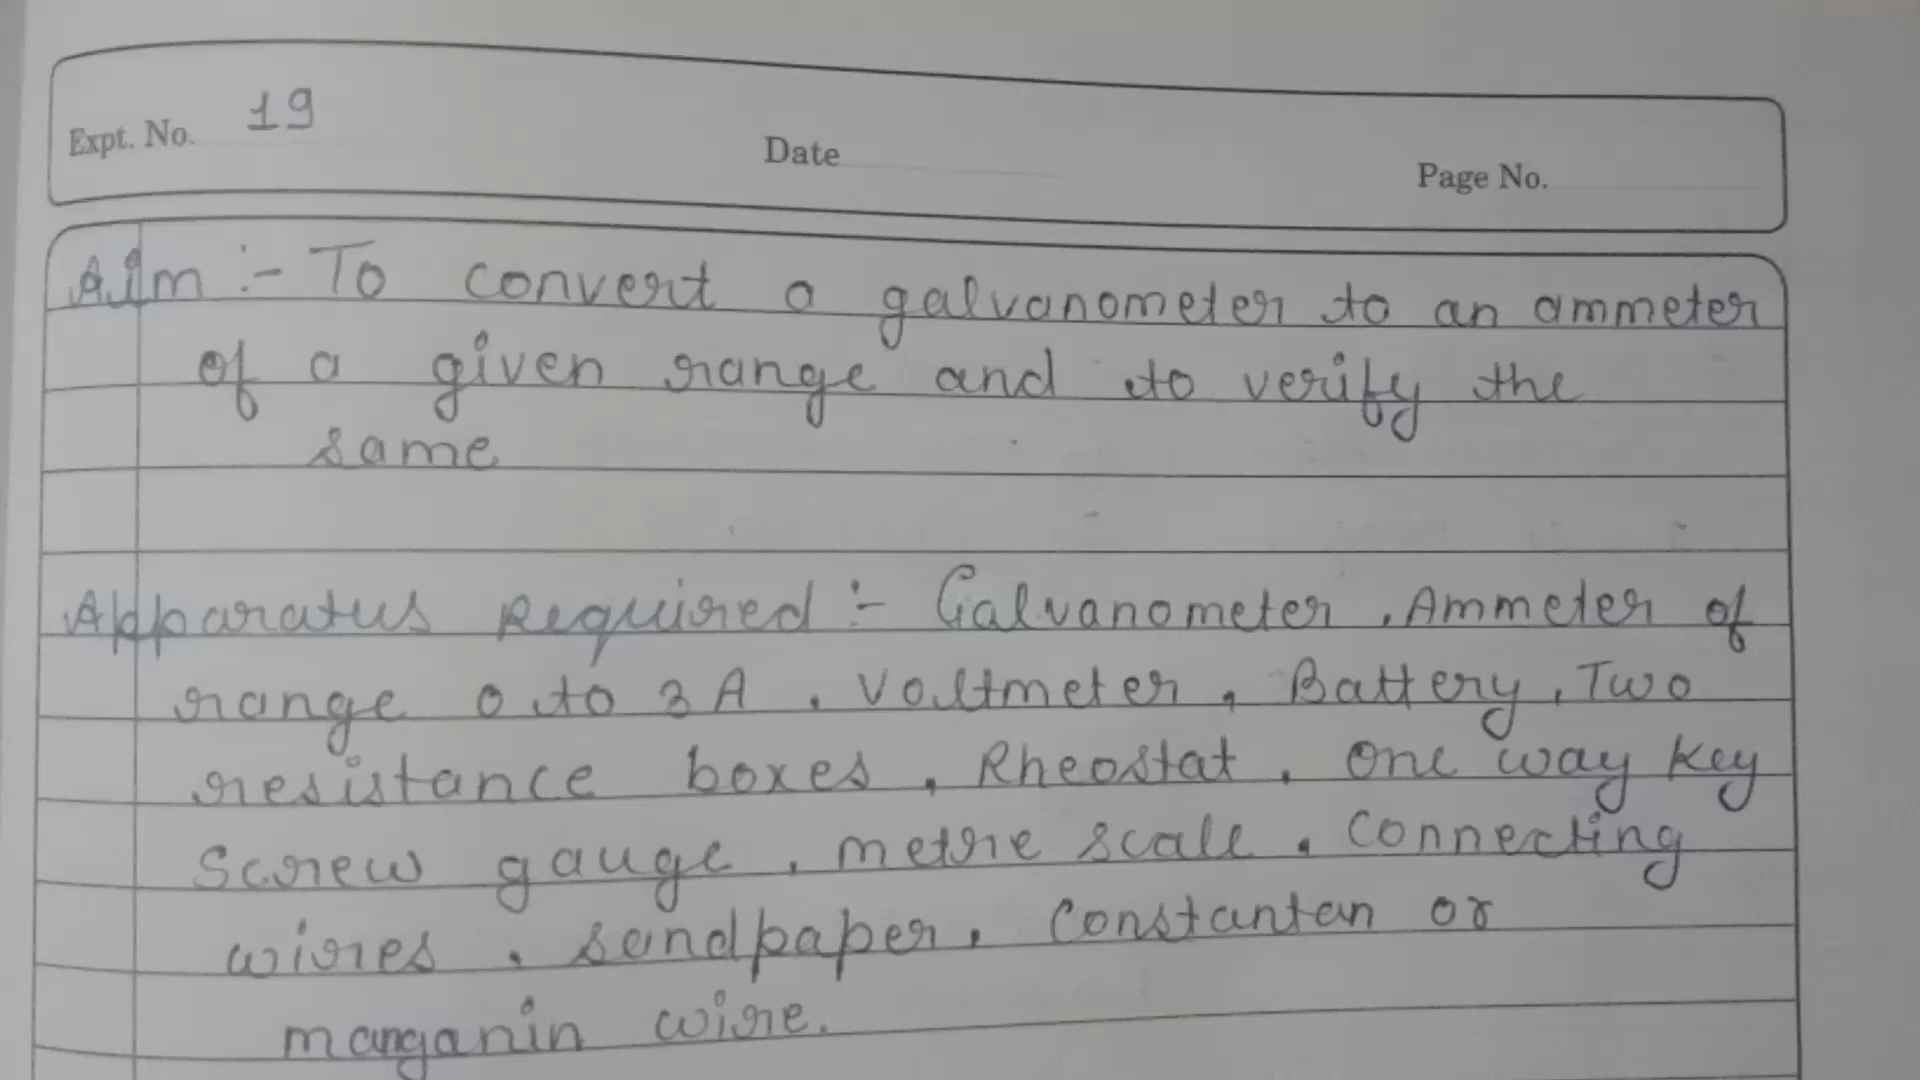 Expt. No. 19
Date
Page No.
Aim :- To convert a galvanometer to an ammeter
of a given range and to verify the
same
Apparatus Required :- Galvanometer, Ammeter of
range 0 to 3 A, Voltmeter, Battery, Two
resistance boxes, Rheostat, One way key
Screw gauge, metre scale, Connecting
wires, sandpaper, Constantan or
manganin wire.